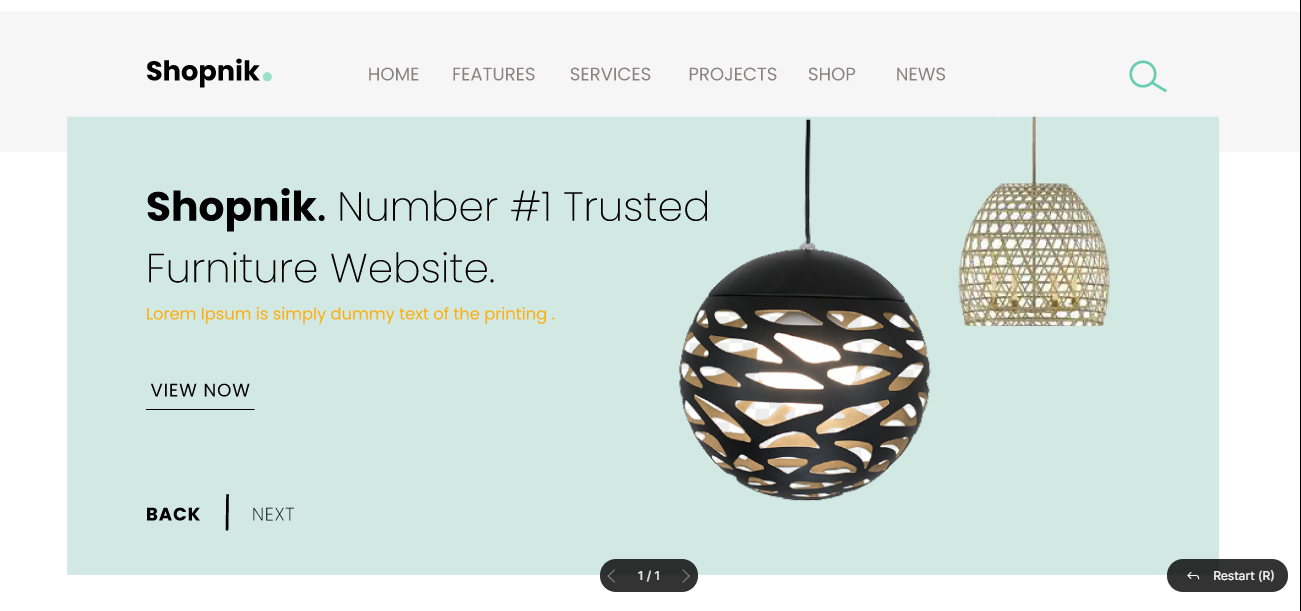 Shopnik.
HOME FEATURES SERVICES PROJECTS SHOP NEWS
Shopnik. Number #1 Trusted
Furniture Website.
Lorem Ipsum is simply dummy text of the printing .
VIEW NOW
BACK | NEXT
1 / 1
Restart (R)